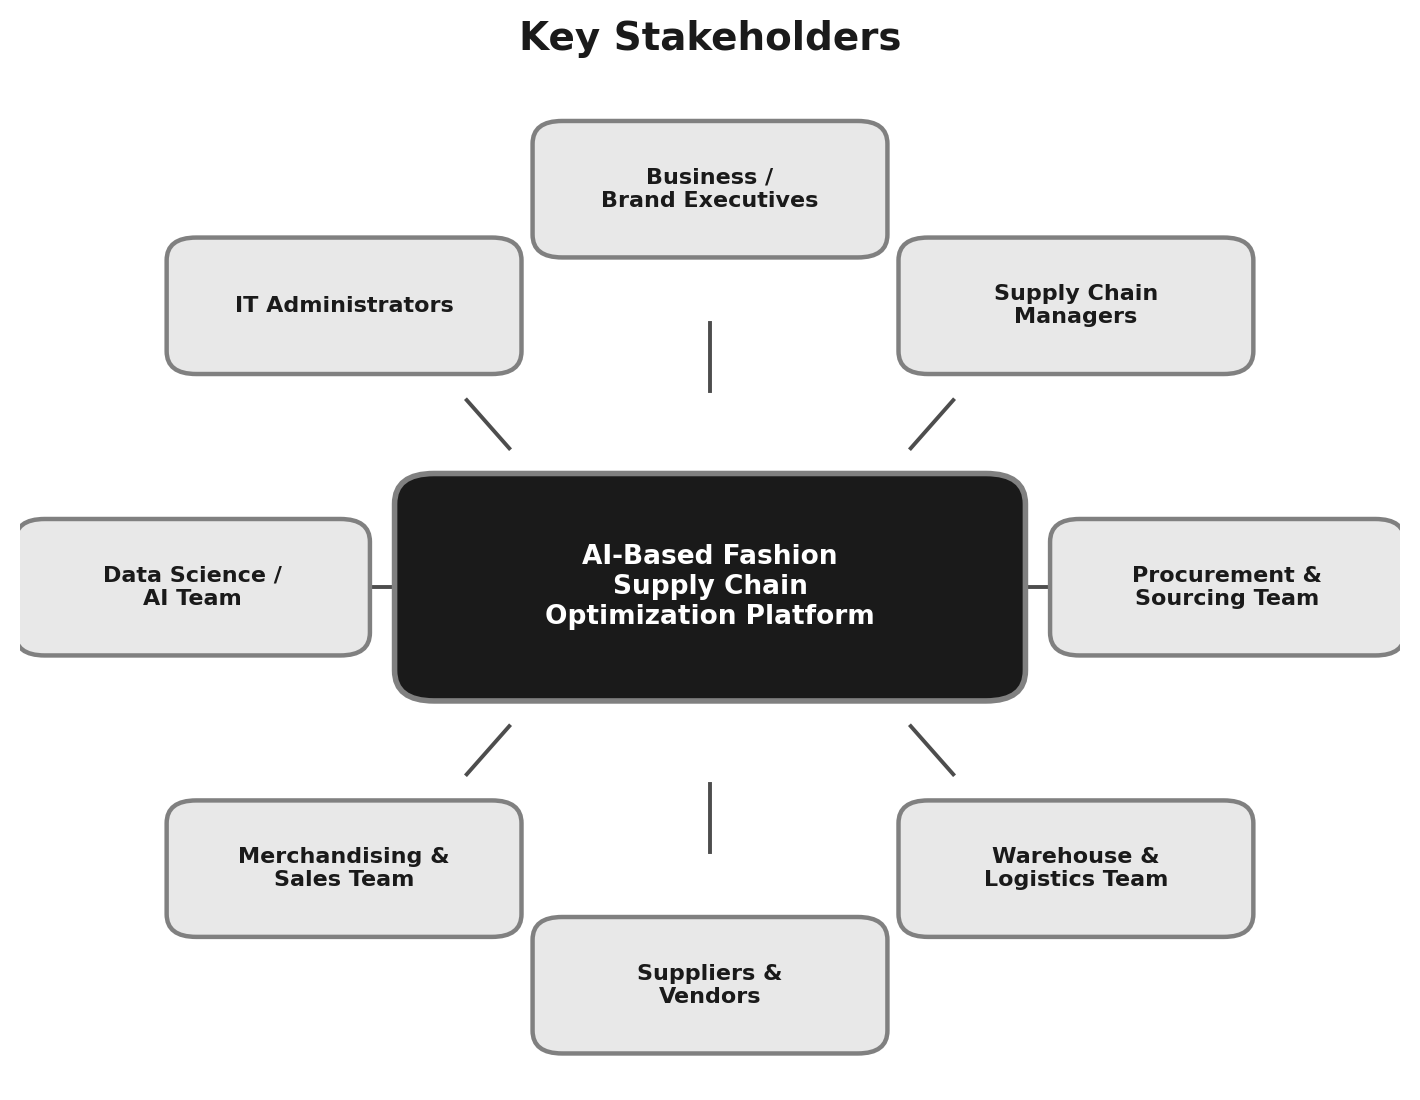 Key Stakeholders
Business /
Brand Executives
IT Administrators
Supply Chain
Managers
Data Science /
AI Team
AI-Based Fashion
Supply Chain
Optimization Platform
Procurement &
Sourcing Team
Merchandising &
Sales Team
Warehouse &
Logistics Team
Suppliers &
Vendors